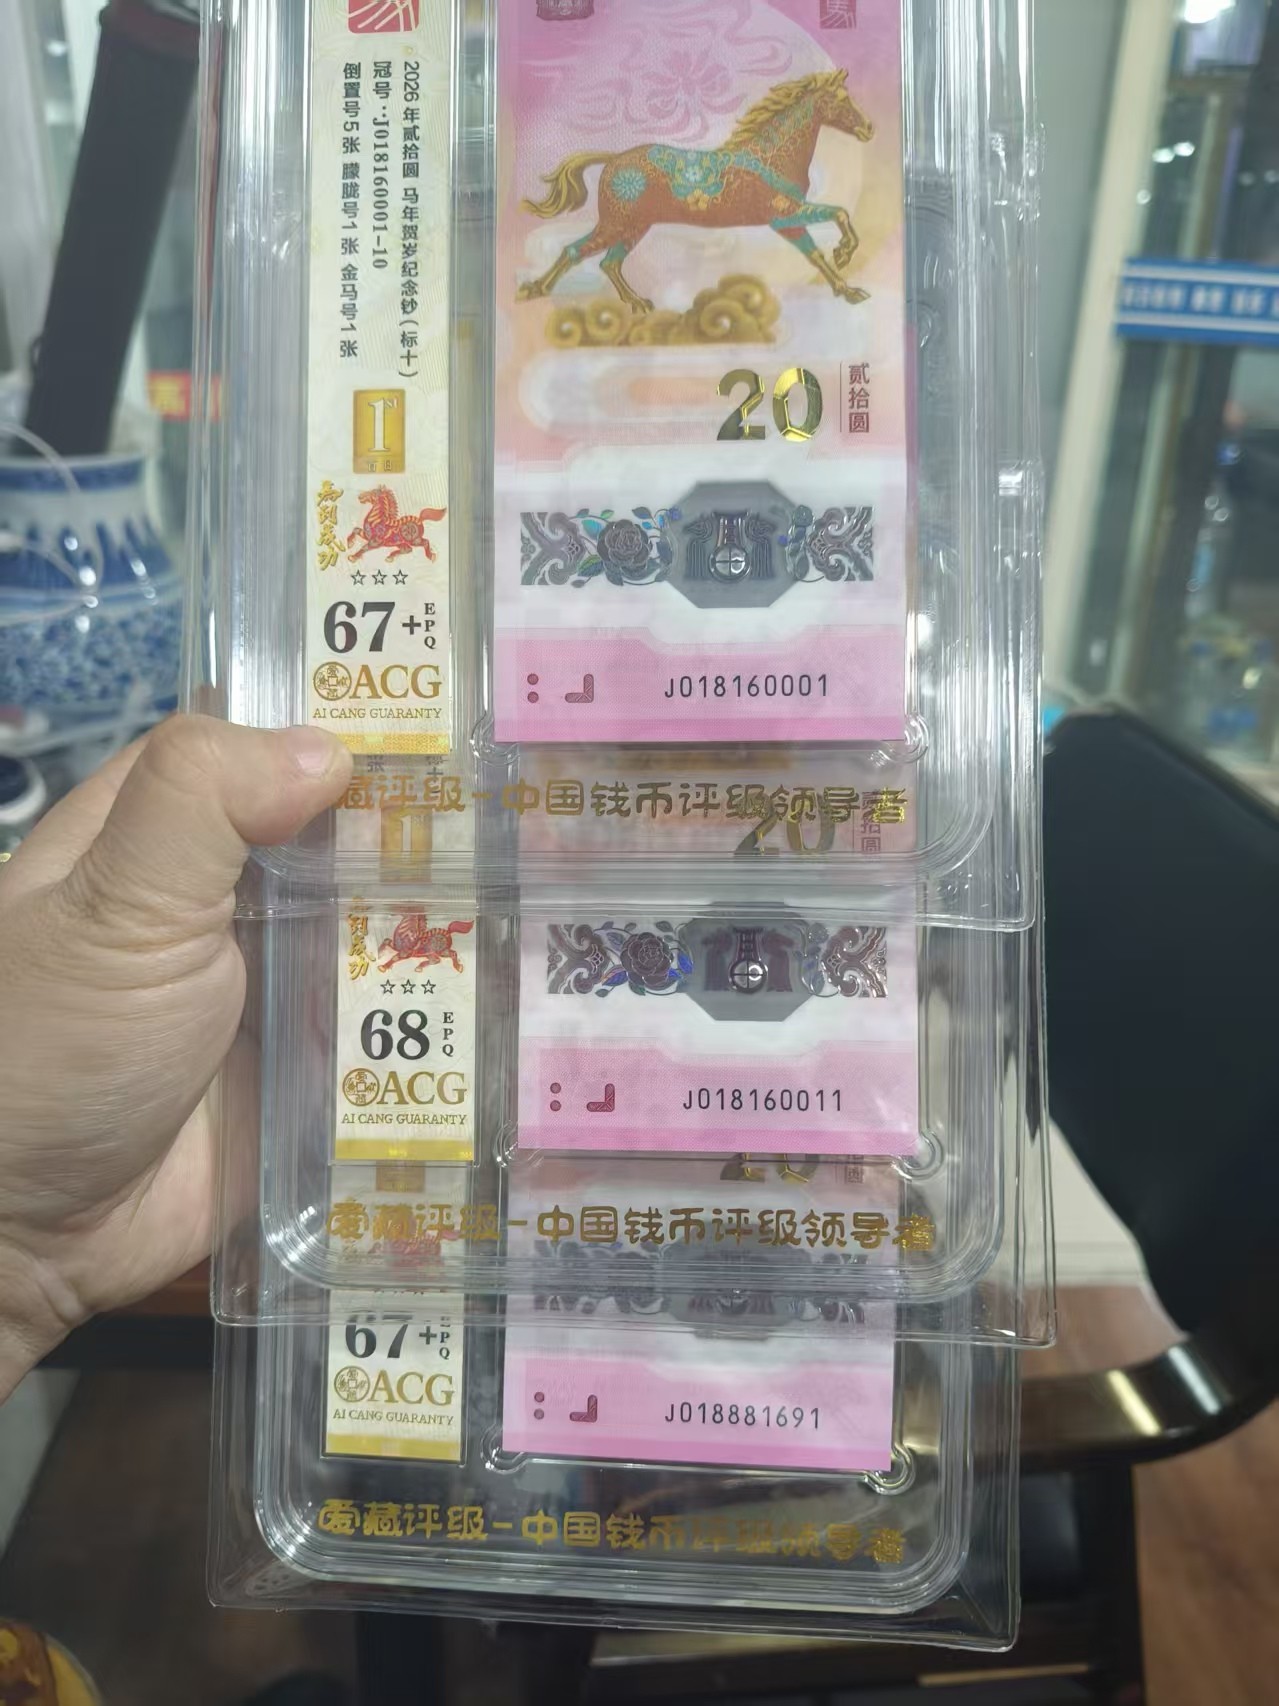 2026年贰拾圆 马年贺岁纪念钞(标十)
冠号:J018160001-10
倒置号5张 朦胧号1张 金马号1张
1ST
首日
马到成功
☆☆☆
67+ EPQ
ACG
AI CANG GUARANTY
20
贰拾圆
J018160001
藏评级-中国钱币评级领导者
20
☆☆☆
68 EPQ
ACG
AI CANG GUARANTY
J018160011
爱藏评级-中国钱币评级领导者
67+ EPQ
ACG
AI CANG GUARANTY
J018881691
爱藏评级-中国钱币评级领导者